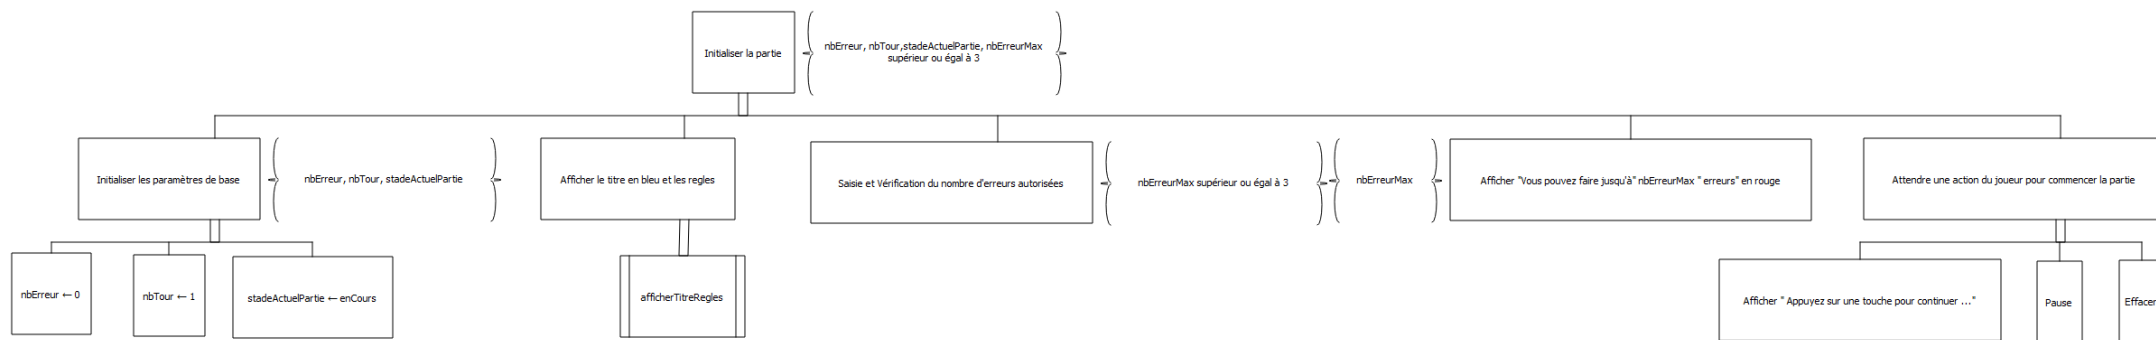 Initialiser la partie
nbErreur, nbTour,stadeActuelPartie, nbErreurMax
supérieur ou égal à 3
Initialiser les paramètres de base
nbErreur, nbTour, stadeActuelPartie
Afficher le titre en bleu et les regles
Saisie et Vérification du nombre d'erreurs autorisées
nbErreurMax supérieur ou égal à 3
nbErreurMax
Afficher "Vous pouvez faire jusqu'à" nbErreurMax " erreurs" en rouge
Attendre une action du joueur pour commencer la partie
nbErreur ← 0
nbTour ← 1
stadeActuelPartie ← enCours
afficherTitreRegles
Afficher " Appuyez sur une touche pour continuer ..."
Pause
Effacer